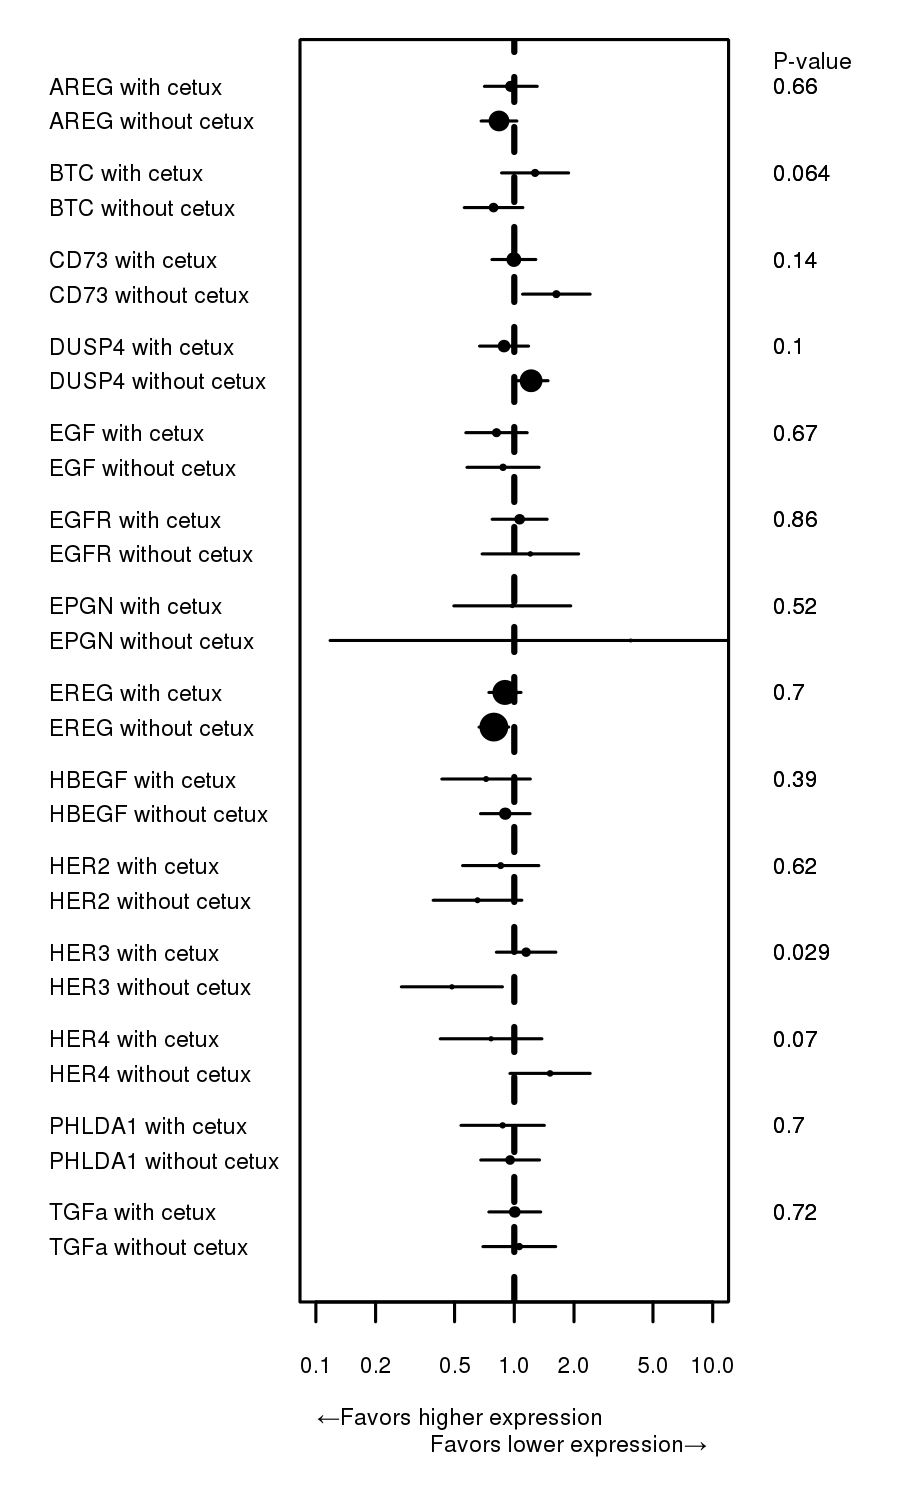 P-value
AREG with cetux 0.66
AREG without cetux
BTC with cetux 0.064
BTC without cetux
CD73 with cetux 0.14
CD73 without cetux
DUSP4 with cetux 0.1
DUSP4 without cetux
EGF with cetux 0.67
EGF without cetux
EGFR with cetux 0.86
EGFR without cetux
EPGN with cetux 0.52
EPGN without cetux
EREG with cetux 0.7
EREG without cetux
HBEGF with cetux 0.39
HBEGF without cetux
HER2 with cetux 0.62
HER2 without cetux
HER3 with cetux 0.029
HER3 without cetux
HER4 with cetux 0.07
HER4 without cetux
PHLDA1 with cetux 0.7
PHLDA1 without cetux
TGFa with cetux 0.72
TGFa without cetux
0.1 0.2 0.5 1.0 2.0 5.0 10.0
←Favors higher expression
Favors lower expression→